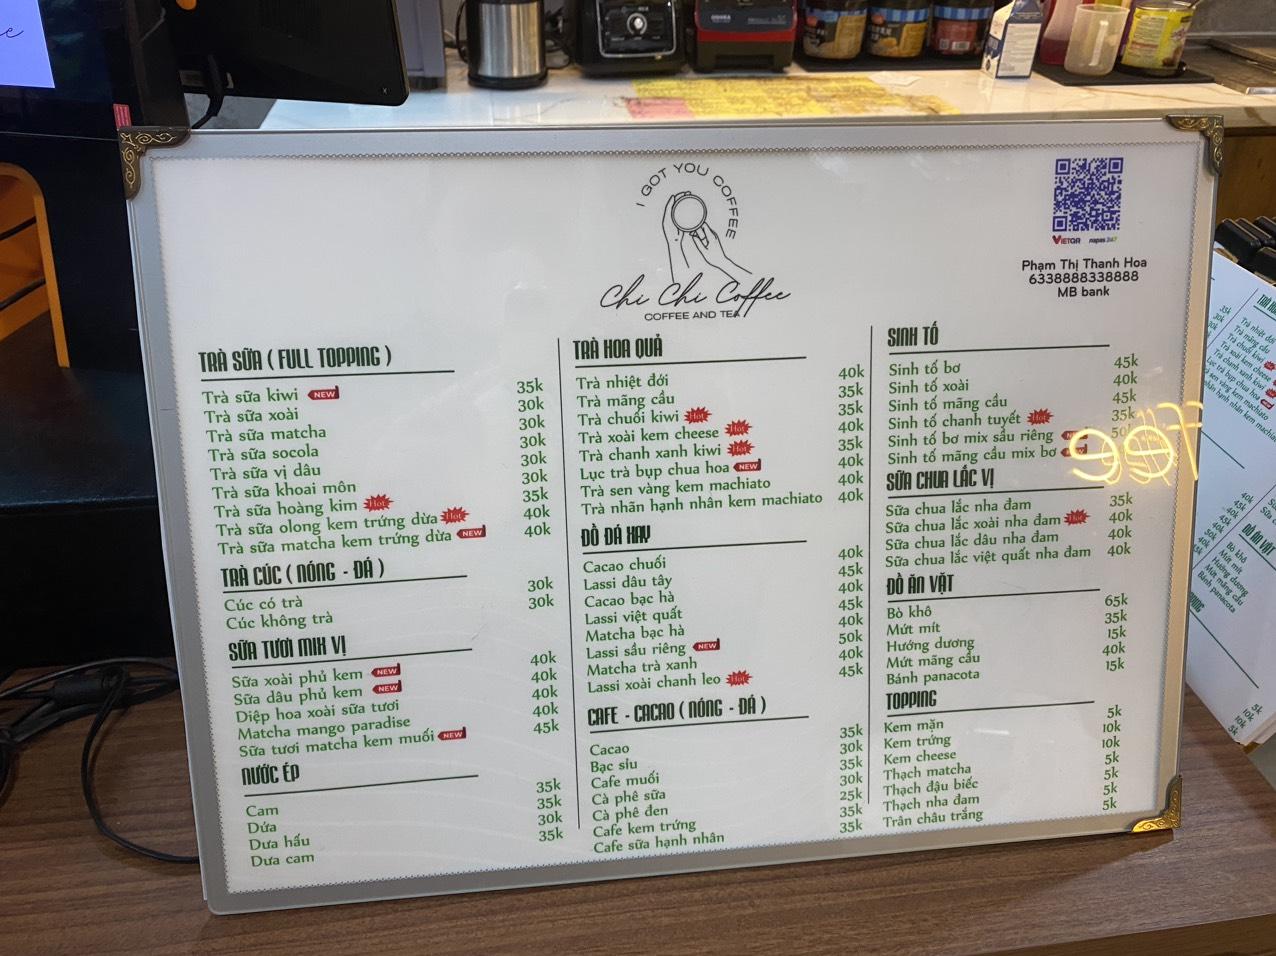 I GOT YOU COFFEE
Chi Chi Coffee
COFFEE AND TEA
VIETQR napas 247
Phạm Thị Thanh Hoa
6338888338888
MB bank
TRÀ SỮA ( FULL TOPPING )
Trà sữa kiwi NEW 35k
Trà sữa xoài 30k
Trà sữa matcha 30k
Trà sữa socola 30k
Trà sữa vị dâu 30k
Trà sữa khoai môn 30k
Trà sữa hoàng kim Hot 35k
Trà sữa olong kem trứng dừa Hot 40k
Trà sữa matcha kem trứng dừa NEW 40k
TRÀ CÚC ( NÓNG - ĐÁ )
Cúc có trà 30k
Cúc không trà 30k
SỮA TƯƠI MIX VỊ
Sữa xoài phủ kem NEW 40k
Sữa dâu phủ kem NEW 40k
Diệp hoa xoài sữa tươi 40k
Matcha mango paradise 40k
Sữa tươi matcha kem muối NEW 45k
NƯỚC ÉP
Cam 35k
Dứa 35k
Dưa hấu 30k
Dưa cam 35k
TRÀ HOA QUẢ
Trà nhiệt đới 40k
Trà mãng cầu 40k
Trà chuối kiwi Hot 35k
Trà xoài kem cheese Hot 40k
Trà chanh xanh kiwi Hot 35k
Lục trà bụp chua hoa NEW 40k
Trà sen vàng kem machiato 40k
Trà nhãn hạnh nhân kem machiato 40k
ĐỒ ĐÁ XAY
Cacao chuối 40k
Lassi dâu tây 45k
Cacao bạc hà 40k
Lassi việt quất 45k
Matcha bạc hà 40k
Lassi sầu riêng NEW 50k
Matcha trà xanh 40k
Lassi xoài chanh leo Hot 45k
CAFE - CACAO ( NÓNG - ĐÁ )
Cacao 35k
Bạc sỉu 30k
Cafe muối 35k
Cà phê sữa 30k
Cà phê đen 25k
Cafe kem trứng 35k
Cafe sữa hạnh nhân 35k
SINH TỐ
Sinh tố bơ 45k
Sinh tố xoài 40k
Sinh tố mãng cầu 45k
Sinh tố chanh tuyết Hot 35k
Sinh tố bơ mix sầu riêng
Sinh tố mãng cầu mix bơ
SỮA CHUA LẮC VỊ
Sữa chua lắc nha đam 35k
Sữa chua lắc xoài nha đam Hot 40k
Sữa chua lắc dâu nha đam 40k
Sữa chua lắc việt quất nha đam 40k
ĐỒ ĂN VẶT
Bò khô 65k
Mứt mít 35k
Hướng dương 15k
Mứt mãng cầu 40k
Bánh panacota 15k
TOPPING
Kem mặn 5k
Kem trứng 10k
Kem cheese 10k
Thạch matcha 5k
Thạch đậu biếc 5k
Thạch nha đam 5k
Trân châu trắng 5k